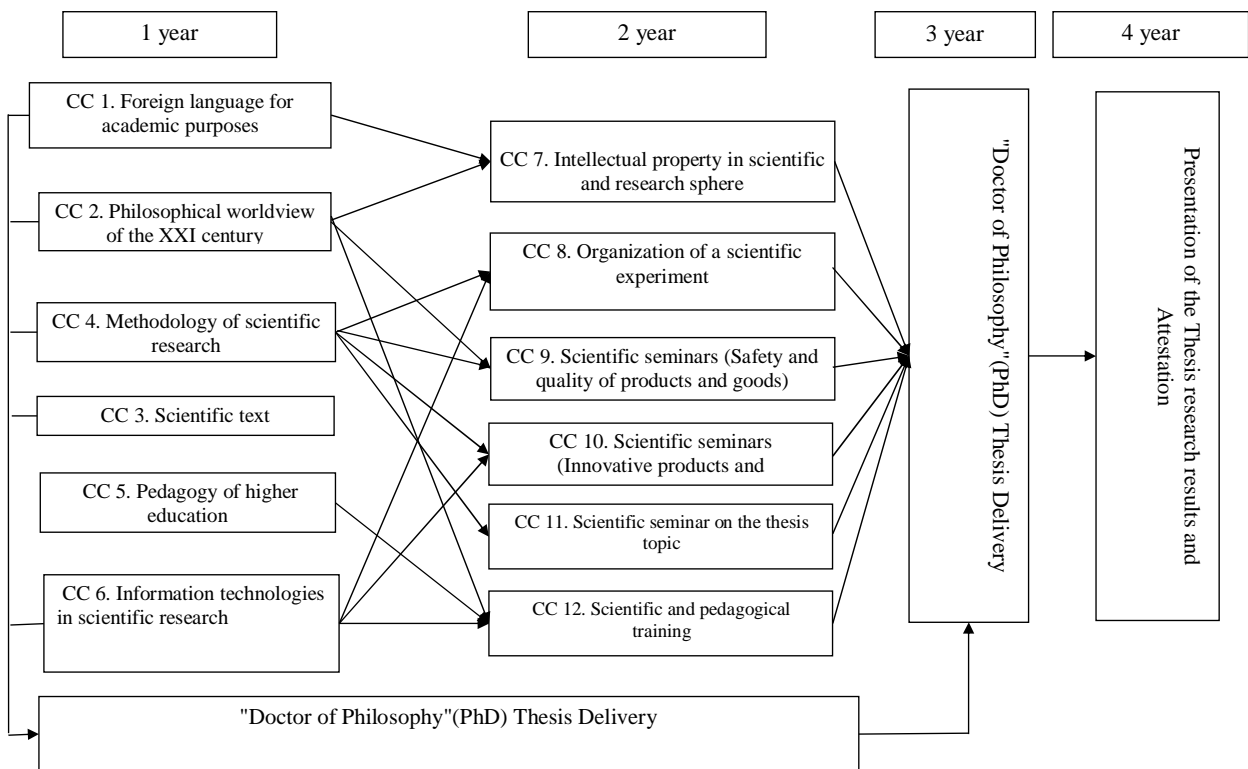 1 year
2 year
3 year
4 year
CC 1. Foreign language for
academic purposes
CC 2. Philosophical worldview
of the XXI century
CC 4. Methodology of scientific
research
CC 3. Scientific text
CC 5. Pedagogy of higher
education
CC 6. Information technologies
in scientific research
CC 7. Intellectual property in scientific
and research sphere
CC 8. Organization of a scientific
experiment
CC 9. Scientific seminars (Safety and
quality of products and goods)
CC 10. Scientific seminars
(Innovative products and
CC 11. Scientific seminar on the thesis
topic
CC 12. Scientific and pedagogical
training
"Doctor of Philosophy"(PhD) Thesis Delivery
Presentation of the Thesis research results and
Attestation
"Doctor of Philosophy"(PhD) Thesis Delivery